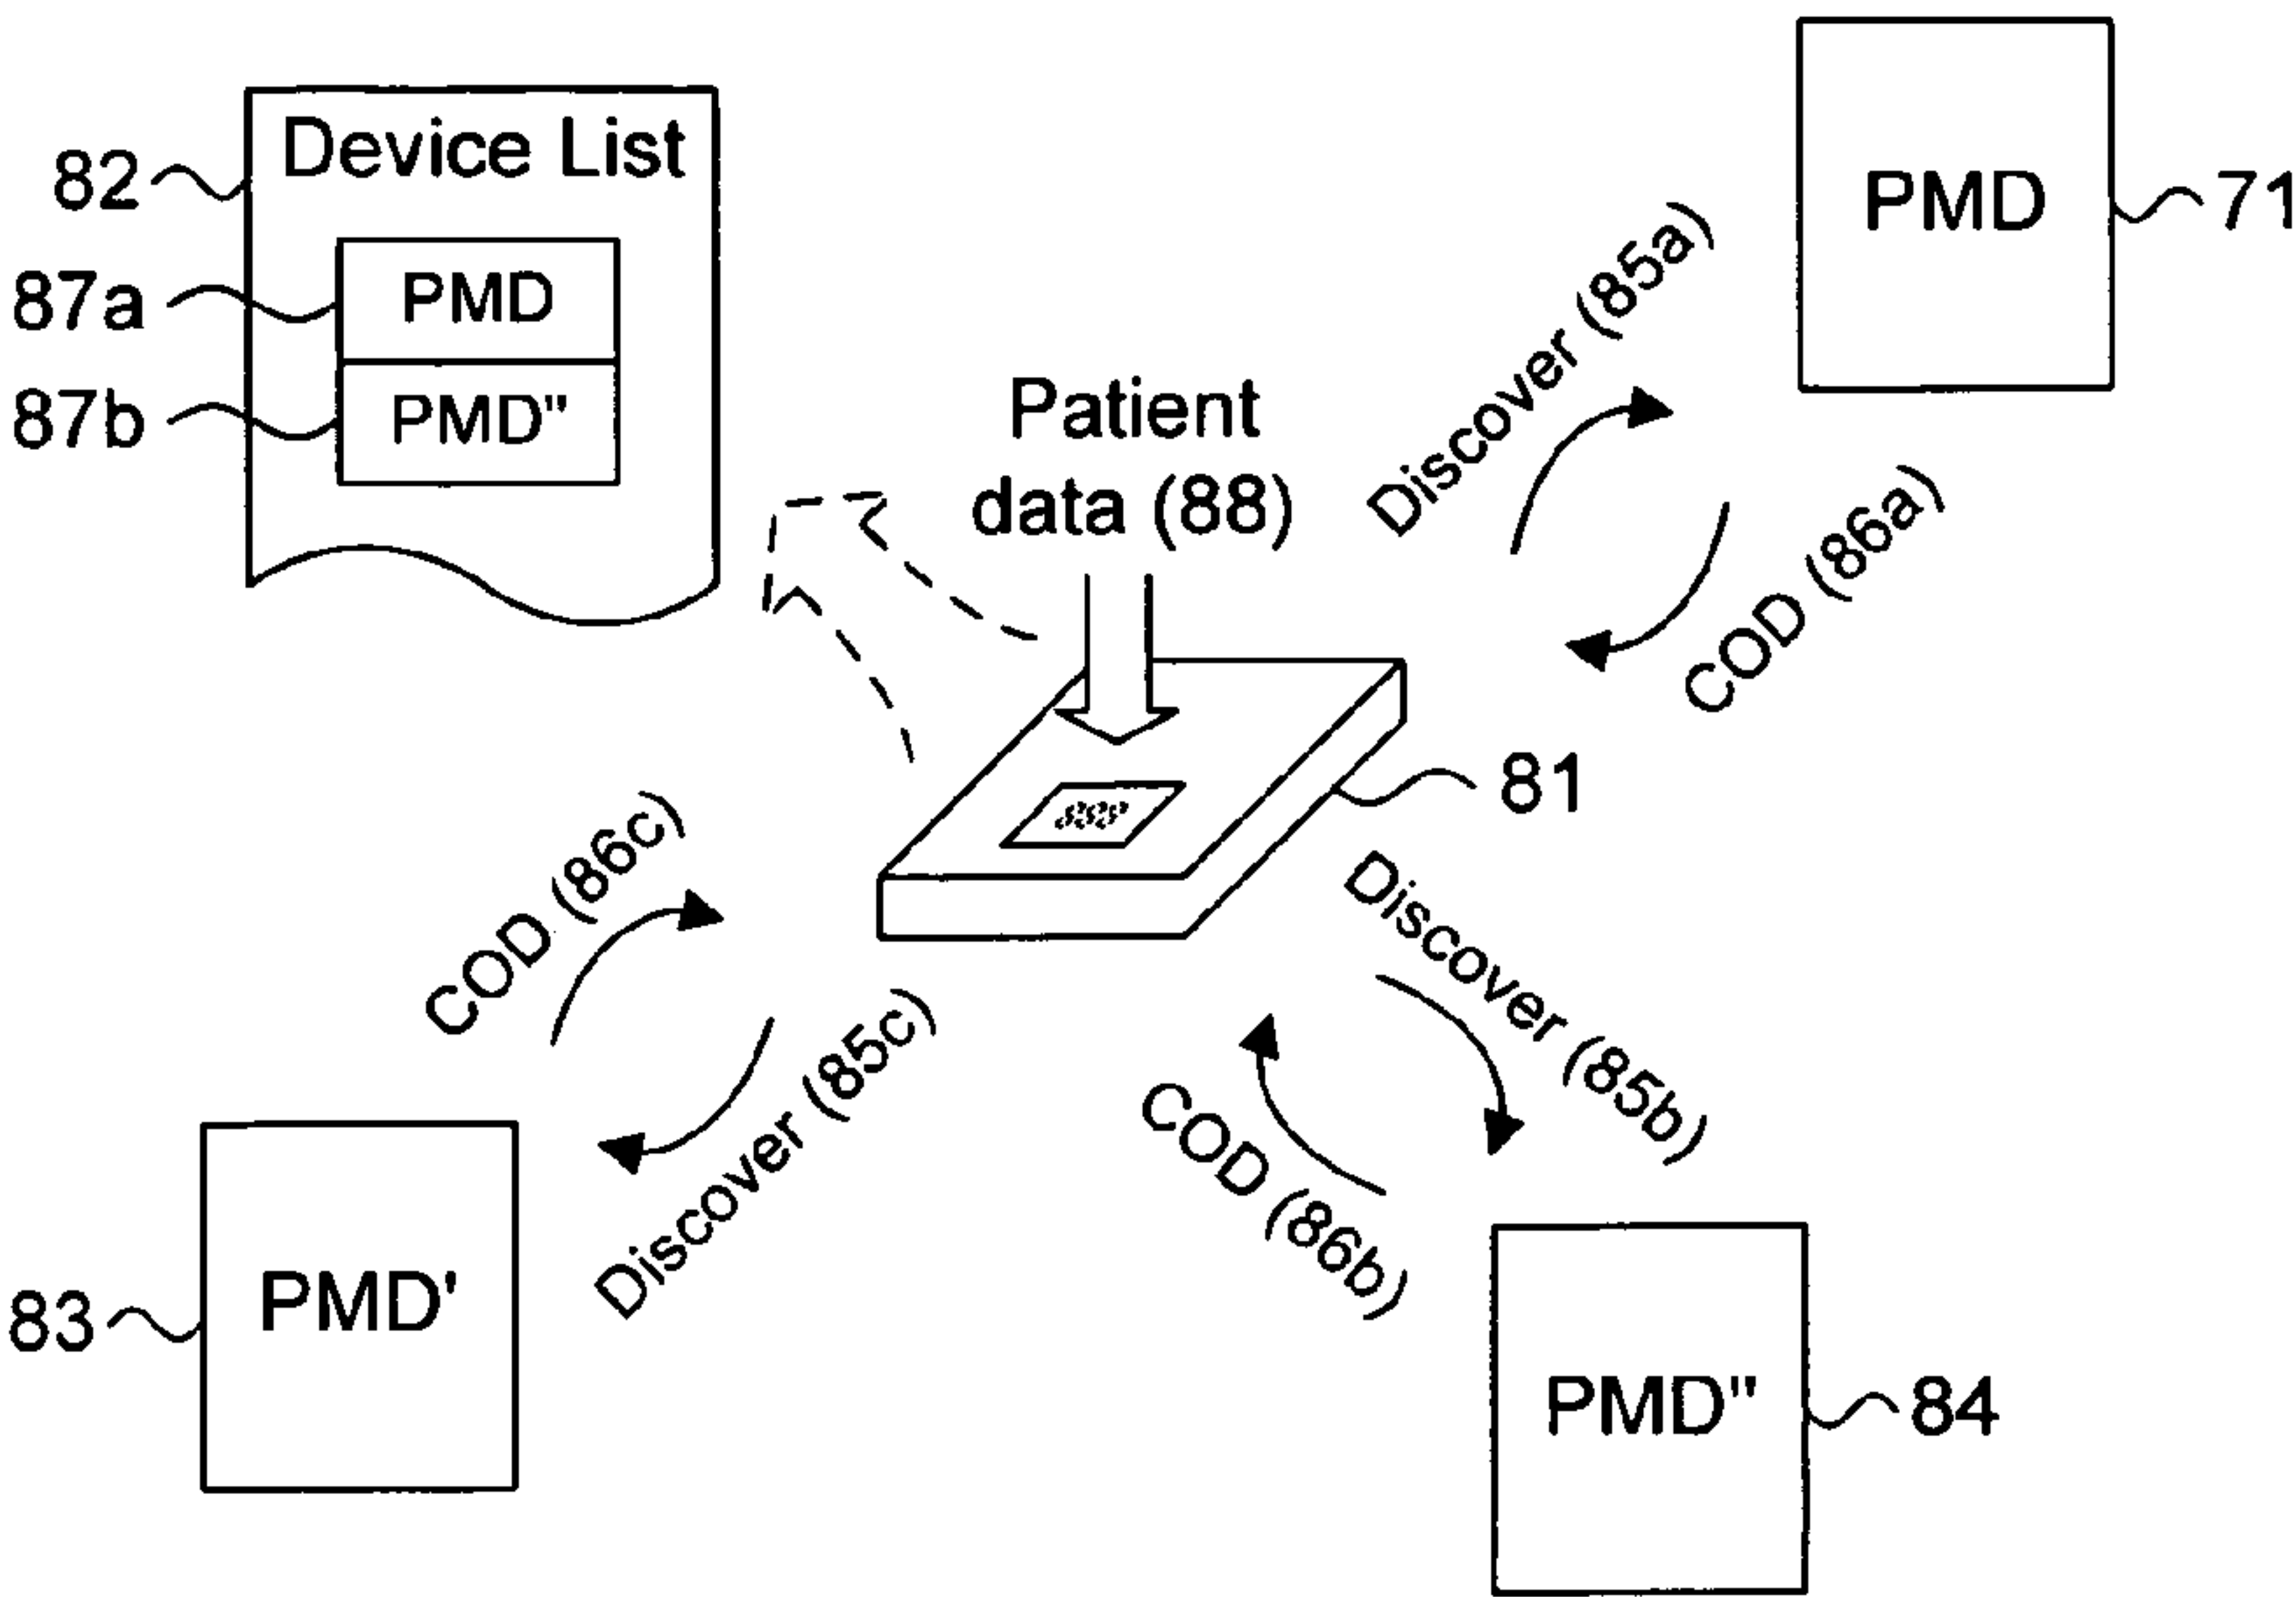 Device List
82
87a
PMD
87b
PMD"
PMD
71
Patient
data (88)
Discover (85a)
COD (86a)
81
COD (86c)
Discover (85c)
Discover (85b)
COD (86b)
83
PMD'
PMD"
84